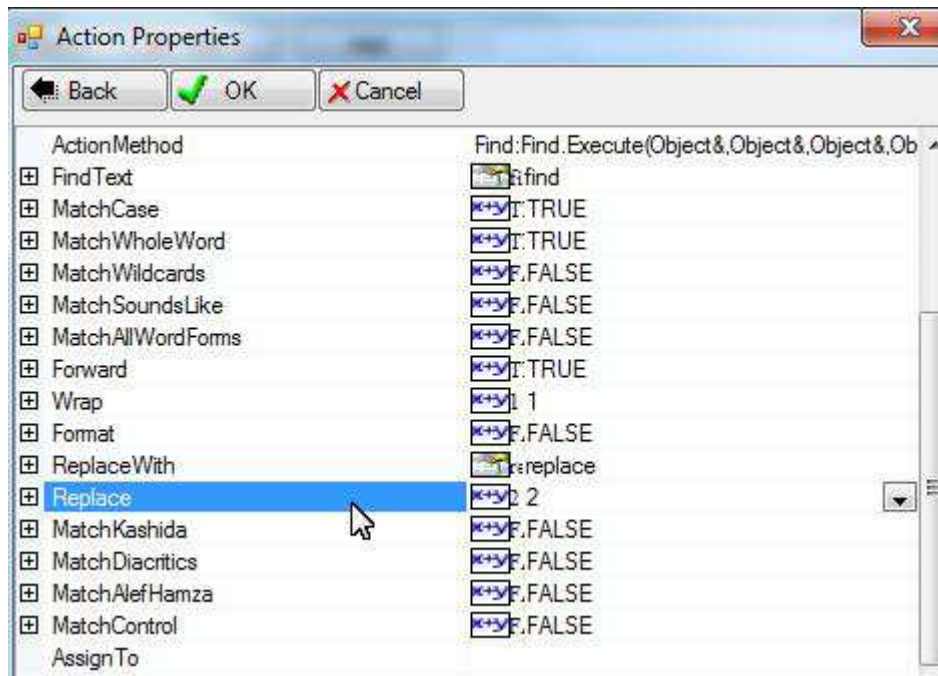 Action Properties
Back OK Cancel
ActionMethod Find:Find.Execute(Object&,Object&,Object&,Ob
FindText find
MatchCase TRUE
MatchWholeWord TRUE
MatchWildcards FALSE
MatchSoundsLike FALSE
MatchAllWordForms FALSE
Forward TRUE
Wrap 1
Format FALSE
ReplaceWith replace
Replace 2
MatchKashida FALSE
MatchDiacritics FALSE
MatchAlefHamza FALSE
MatchControl FALSE
AssignTo